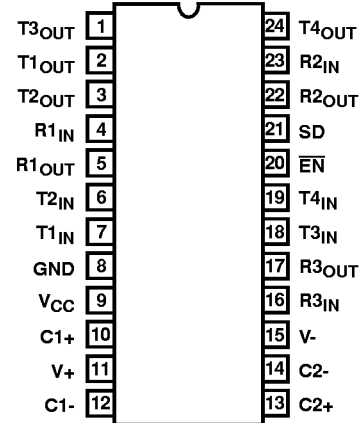 T3OUT 1 24 T4OUT
T1OUT 2 23 R2IN
T2OUT 3 22 R2OUT
R1IN 4 21 SD
R1OUT 5 20 EN
T2IN 6 19 T4IN
T1IN 7 18 T3IN
GND 8 17 R3OUT
VCC 9 16 R3IN
C1+ 10 15 V-
V+ 11 14 C2-
C1- 12 13 C2+